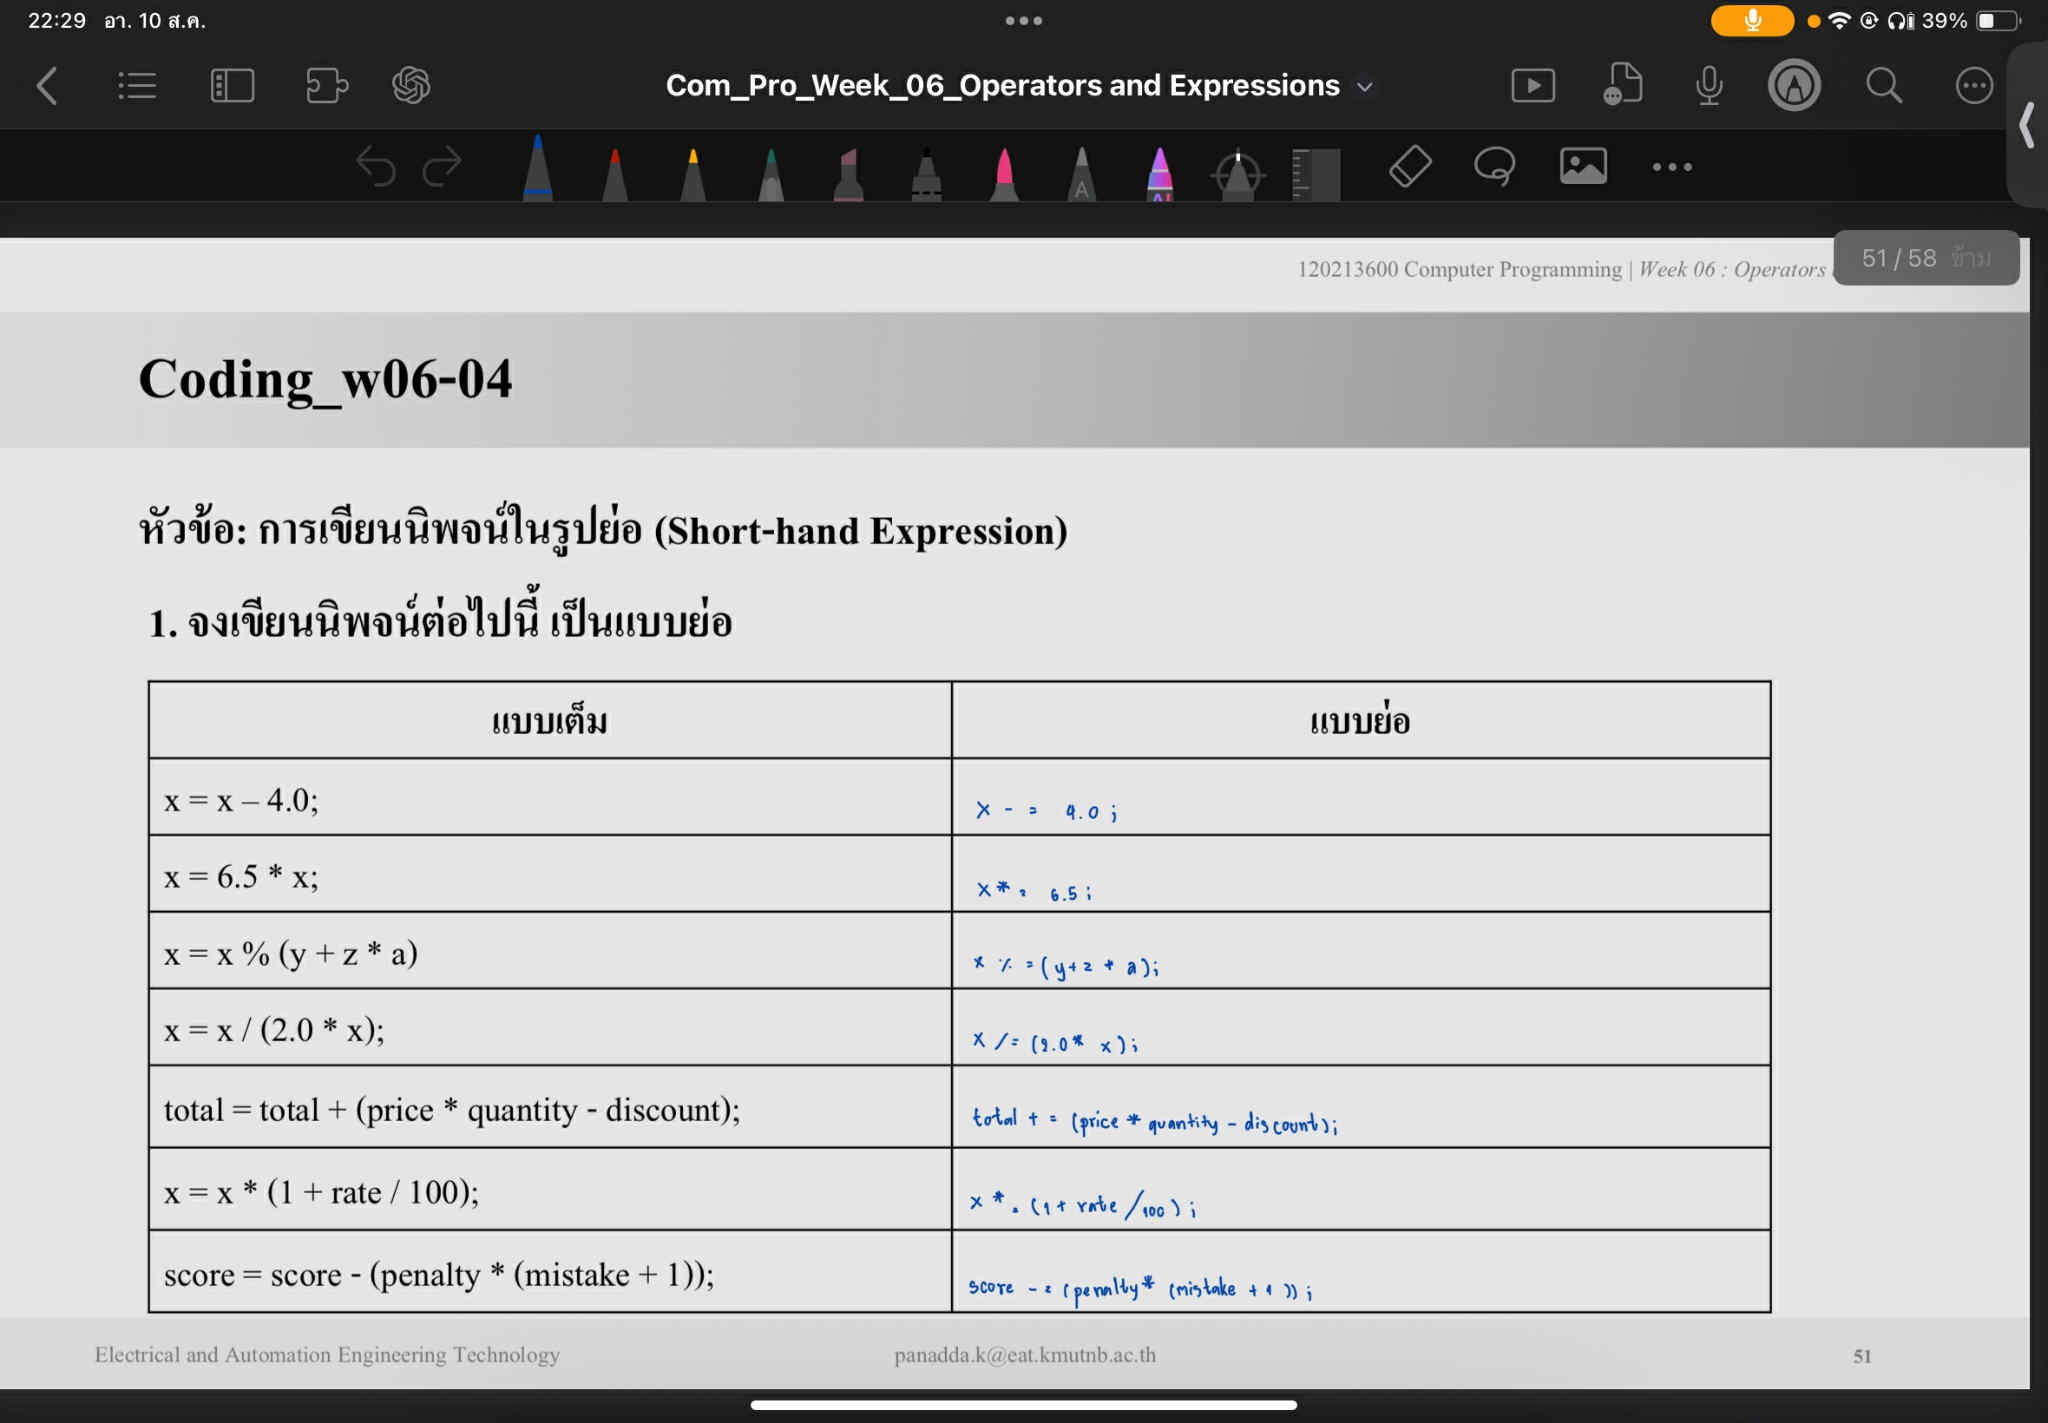 22:29 อา. 10 ส.ค.
39%
Com_Pro_Week_06_Operators and Expressions
A
AI
120213600 Computer Programming | Week 06 : Operators
51 / 58 ข้าม
Coding_w06-04
หัวข้อ: การเขียนนิพจน์ในรูปย่อ (Short-hand Expression)
1. จงเขียนนิพจน์ต่อไปนี้ เป็นแบบย่อ
แบบเต็ม แบบย่อ
x = x – 4.0; x - = 4.0 ;
x = 6.5 * x; x * = 6.5 ;
x = x % (y + z * a) x % = (y + z * a);
x = x / (2.0 * x); x /= (2.0 * x);
total = total + (price * quantity - discount); total + = (price * quantity - discount);
x = x * (1 + rate / 100); x * = (1 + rate / 100) ;
score = score - (penalty * (mistake + 1)); score - = (penalty * (mistake + 1)) ;
Electrical and Automation Engineering Technology panadda.k@eat.kmutnb.ac.th 51